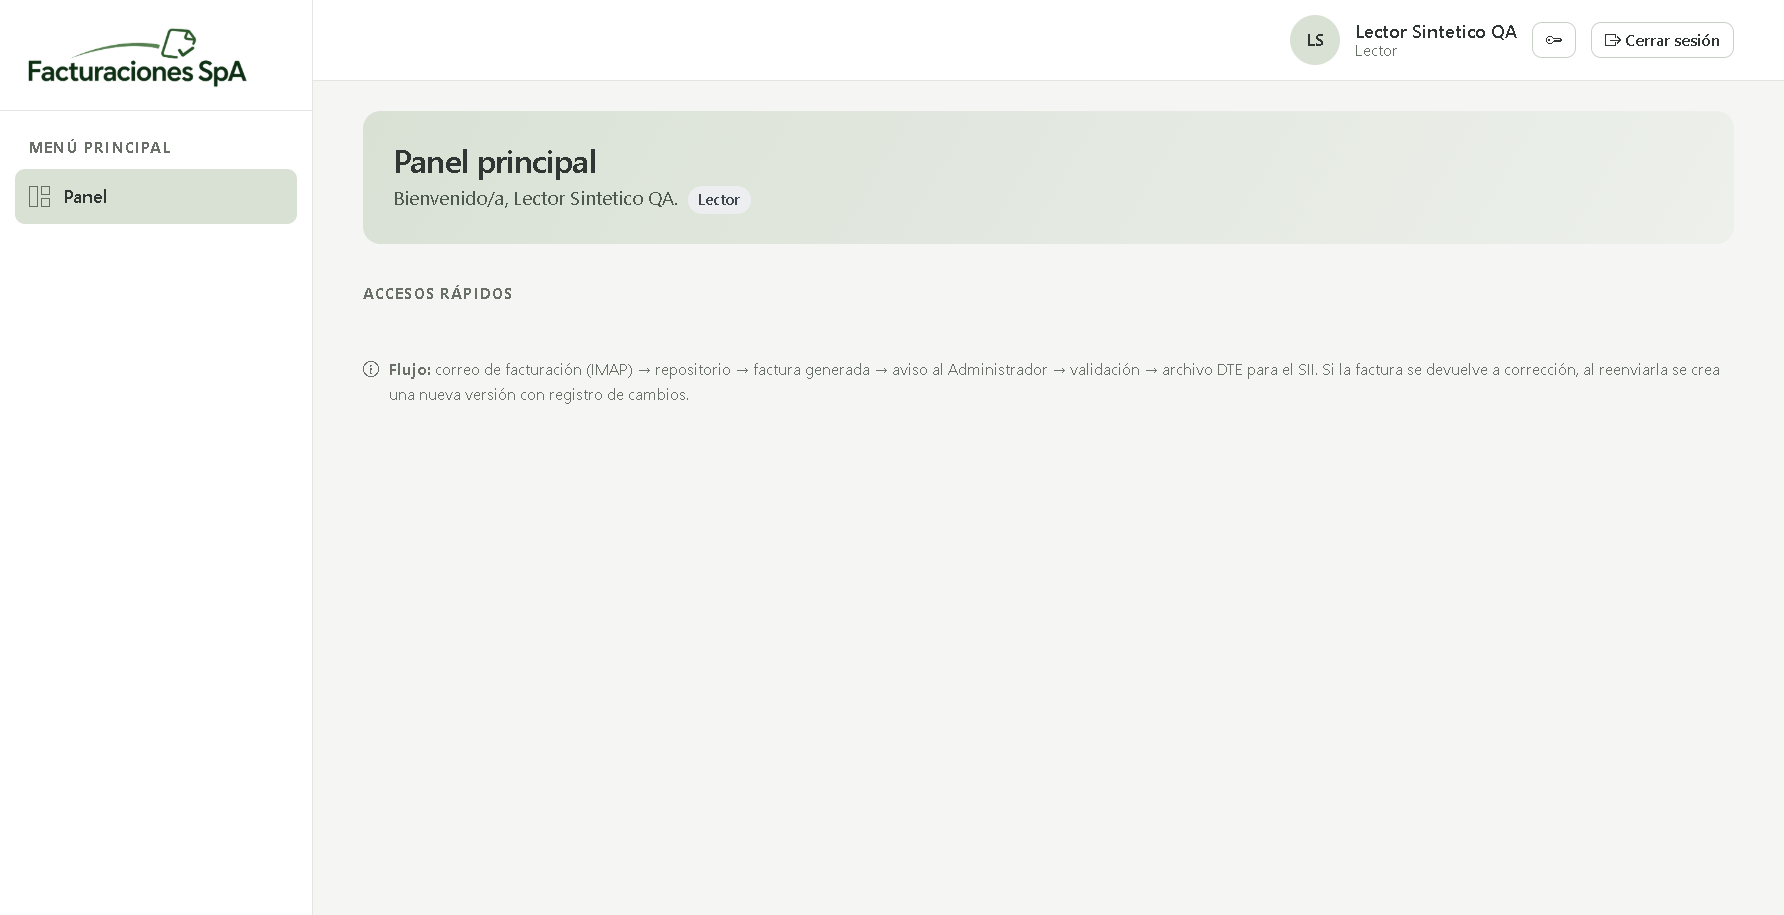 Facturaciones SpA
LS
Lector Sintetico QA
Lector
Cerrar sesión
MENÚ PRINCIPAL
Panel
Panel principal
Bienvenido/a, Lector Sintetico QA. Lector
ACCESOS RÁPIDOS
Flujo: correo de facturación (IMAP) → repositorio → factura generada → aviso al Administrador → validación → archivo DTE para el SII. Si la factura se devuelve a corrección, al reenviarla se crea
una nueva versión con registro de cambios.